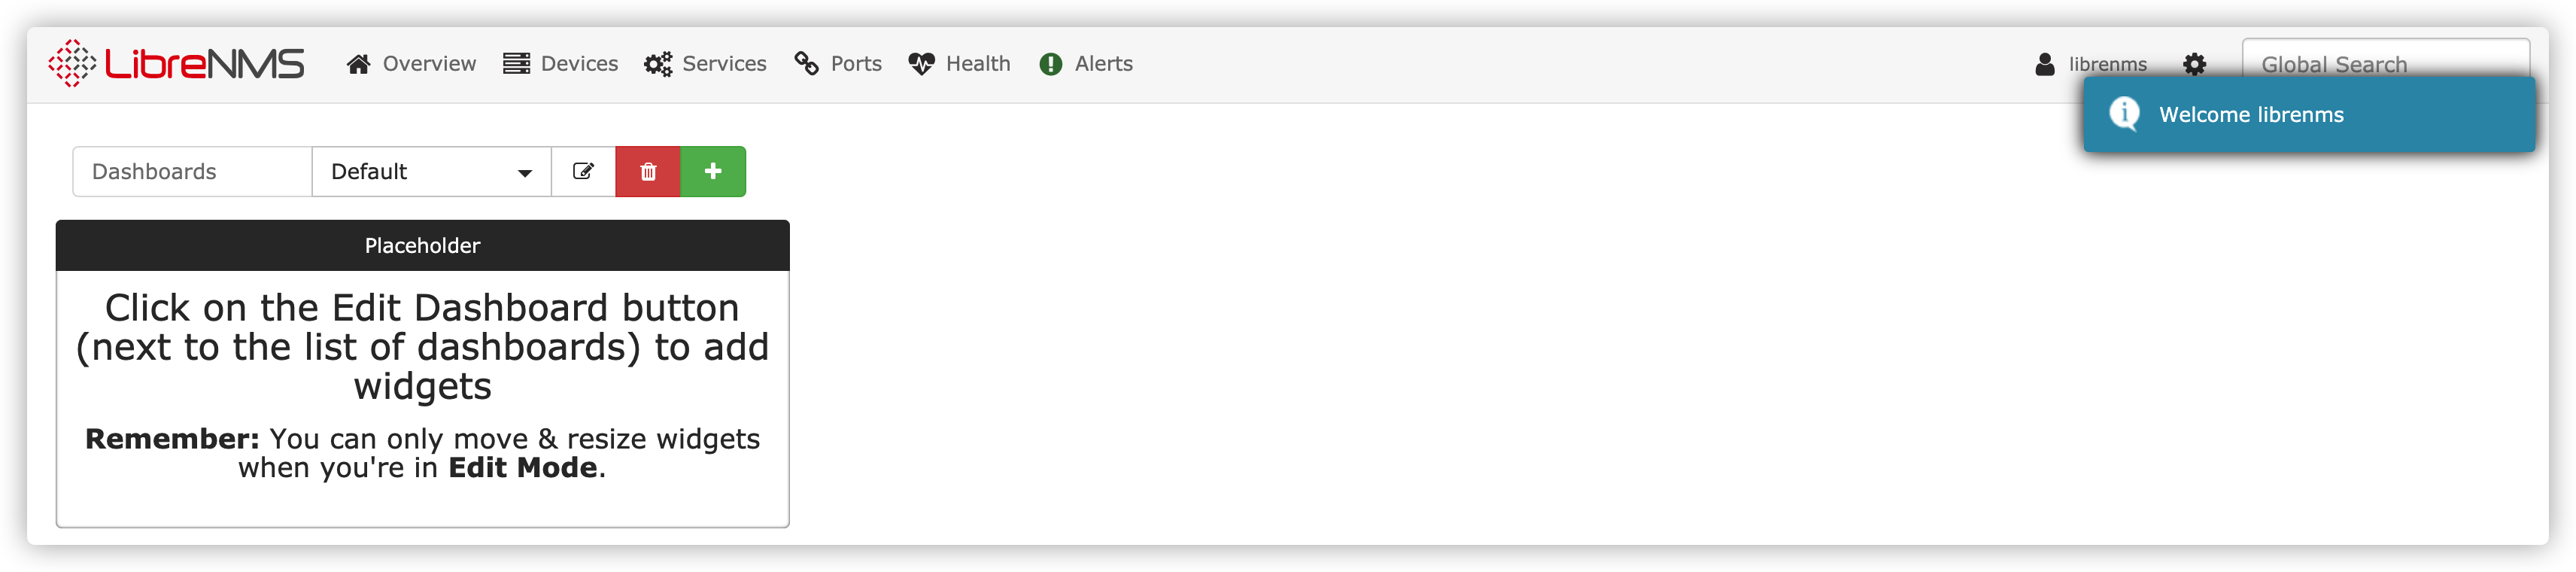 LibreNMS Overview Devices Services Ports Health Alerts librenms Global Search
Welcome librenms
Dashboards Default
Placeholder
Click on the Edit Dashboard button
(next to the list of dashboards) to add
widgets
Remember: You can only move & resize widgets
when you're in Edit Mode.